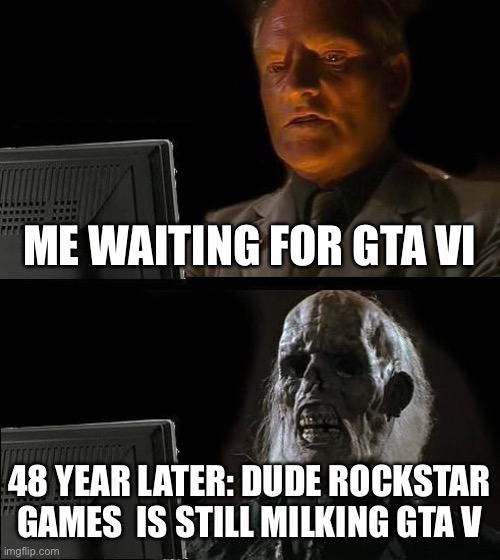 ME WAITING FOR GTA VI
48 YEAR LATER: DUDE ROCKSTAR
GAMES IS STILL MILKING GTA V
imgflip.com